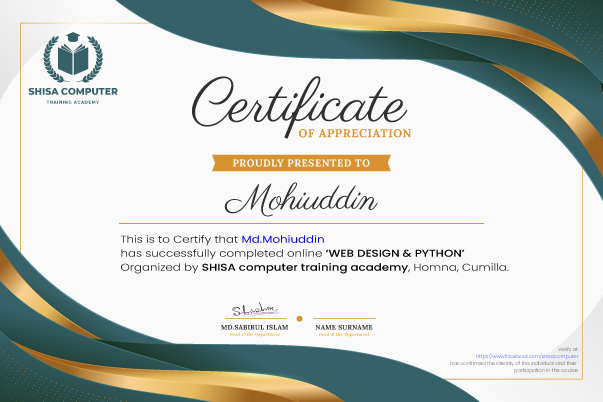 SHISA COMPUTER
TRAINING ACADEMY
Certificate
OF APPRECIATION
PROUDLY PRESENTED TO
Mohiuddin
This is to Certify that Md.Mohiuddin
has successfully completed online ‘WEB DESIGN & PYTHON’
Organized by SHISA computer training academy, Homna, Cumilla.
MD.SABIRUL ISLAM
Head of the Department
NAME SURNAME
Head of the Department
Verify at:
https://www.facebook.com/shisacomputer
has confirmed the identity of this individual and their
participation in the course.